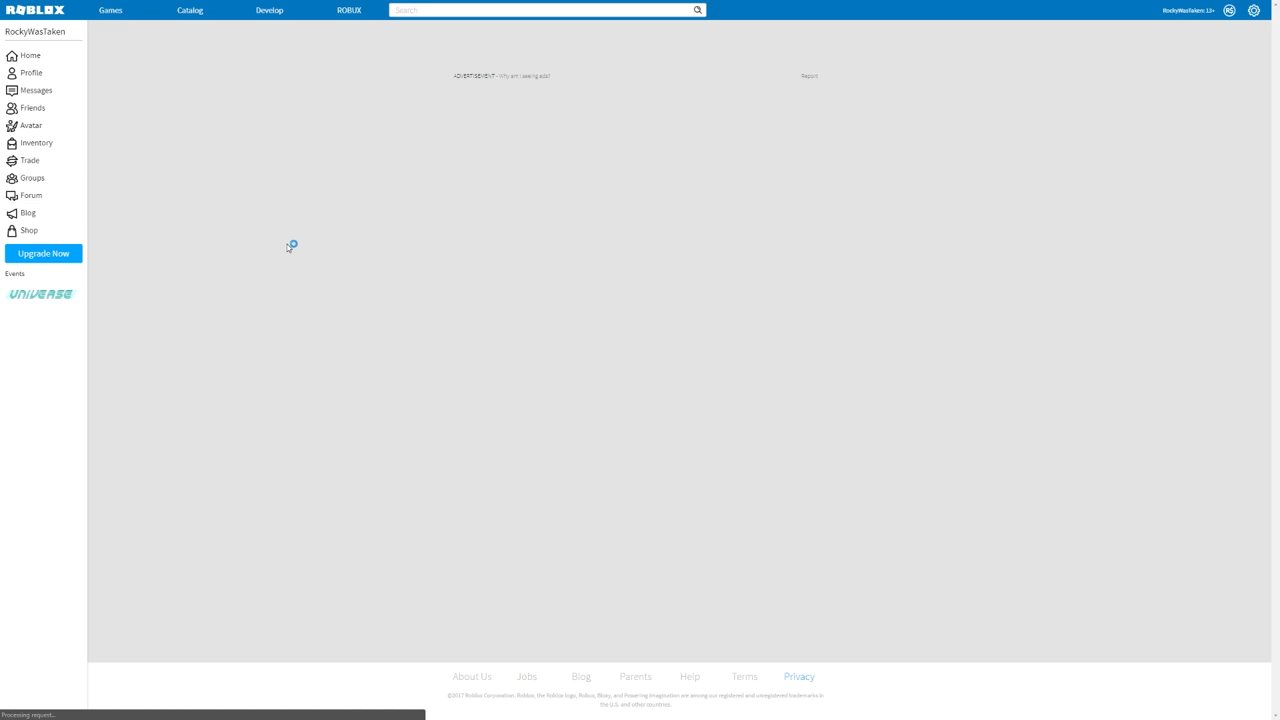 ROBLOX
Games
Catalog
Develop
ROBUX
Search
RockyWasTaken: 13+
R$
RockyWasTaken
Home
Profile
Messages
Friends
Avatar
Inventory
Trade
Groups
Forum
Blog
Shop
Upgrade Now
Events
UNIVERSE
ADVERTISEMENT - Why am I seeing ads?
Report
About Us
Jobs
Blog
Parents
Help
Terms
Privacy
©2017 Roblox Corporation. Roblox, the Roblox logo, Robux, Bloxy, and Powering Imagination are among our registered and unregistered trademarks in
the U.S. and other countries.
Processing request...